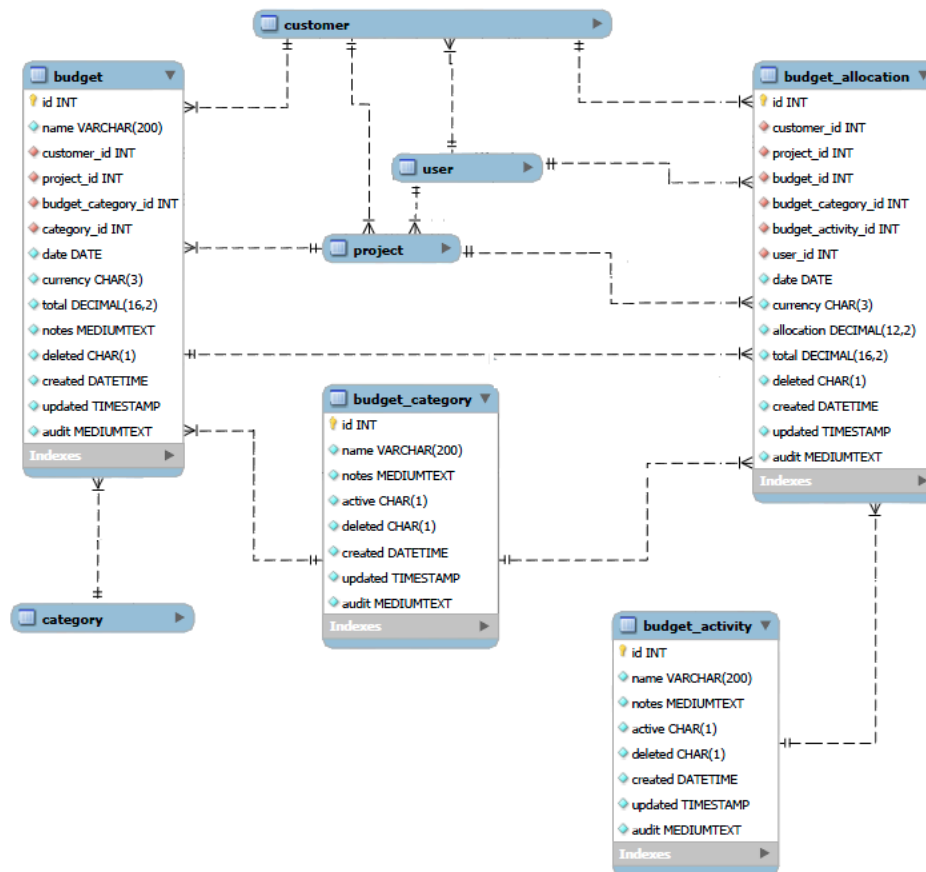 customer
budget
id INT
name VARCHAR(200)
customer_id INT
project_id INT
budget_category_id INT
category_id INT
date DATE
currency CHAR(3)
total DECIMAL(16,2)
notes MEDIUMTEXT
deleted CHAR(1)
created DATETIME
updated TIMESTAMP
audit MEDIUMTEXT
Indexes
user
project
budget_allocation
id INT
customer_id INT
project_id INT
budget_id INT
budget_category_id INT
budget_activity_id INT
user_id INT
date DATE
currency CHAR(3)
allocation DECIMAL(12,2)
total DECIMAL(16,2)
deleted CHAR(1)
created DATETIME
updated TIMESTAMP
audit MEDIUMTEXT
Indexes
budget_category
id INT
name VARCHAR(200)
notes MEDIUMTEXT
active CHAR(1)
deleted CHAR(1)
created DATETIME
updated TIMESTAMP
audit MEDIUMTEXT
Indexes
category
budget_activity
id INT
name VARCHAR(200)
notes MEDIUMTEXT
active CHAR(1)
deleted CHAR(1)
created DATETIME
updated TIMESTAMP
audit MEDIUMTEXT
Indexes